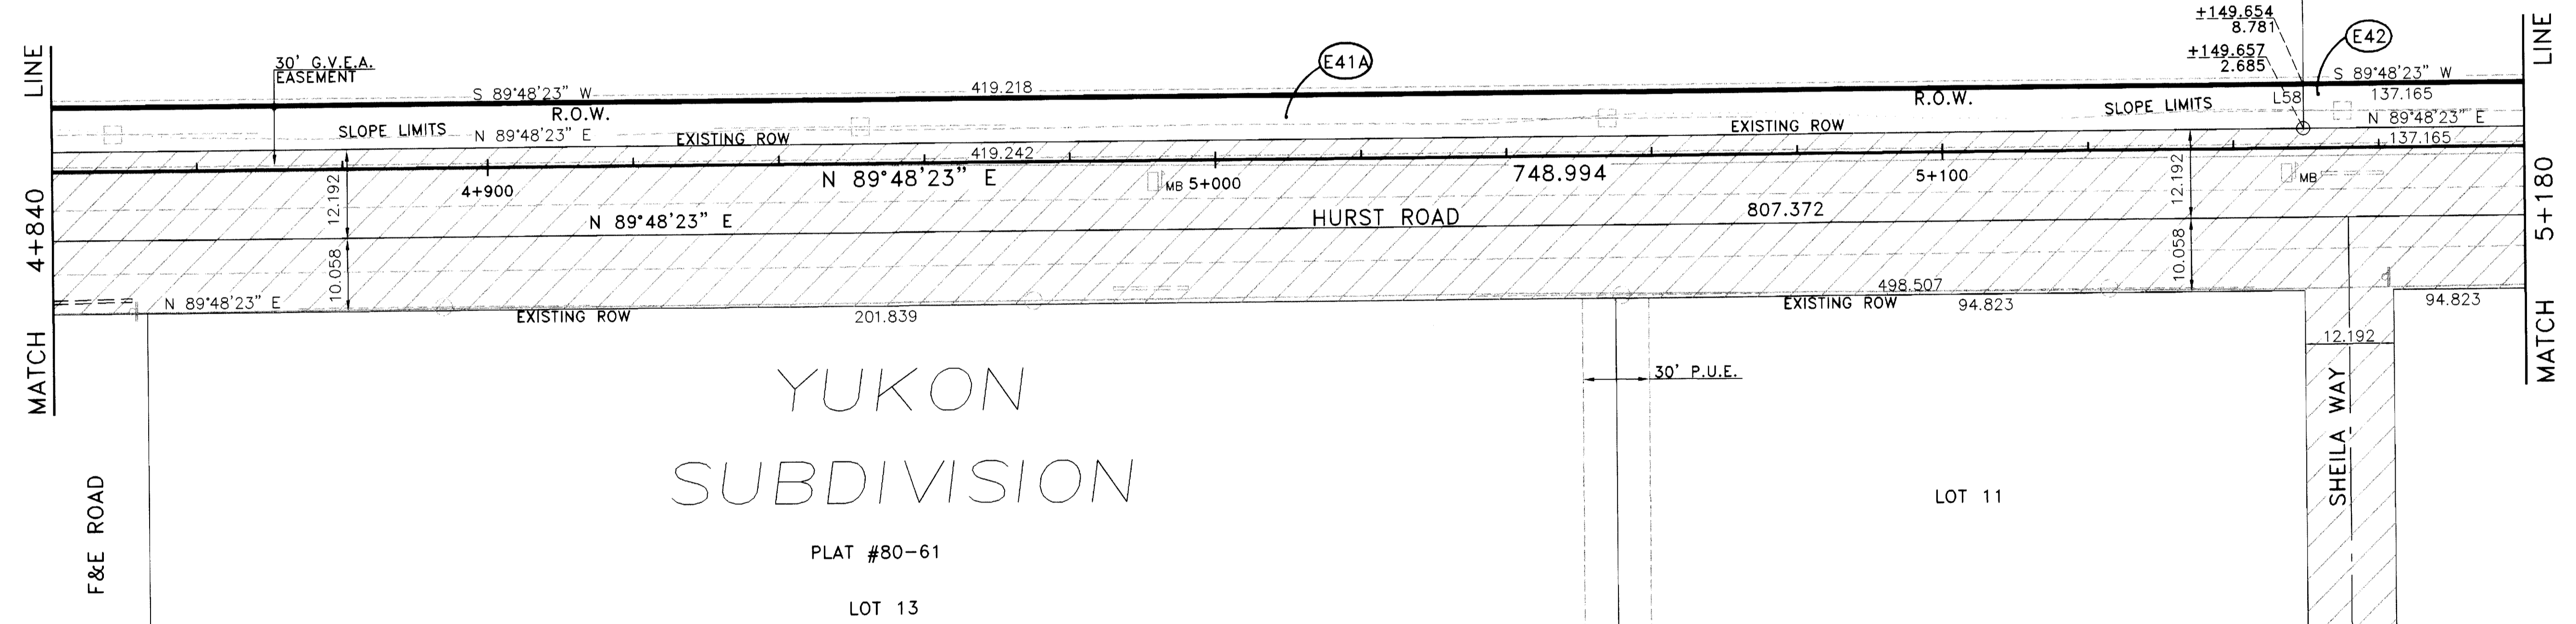 +149.654
8.781
+149.657
2.685
E42
E41A
30' G.V.E.A.
EASEMENT
S 89°48'23" W
419.218
S 89°48'23" W
137.165
R.O.W.
R.O.W.
L58
SLOPE LIMITS
SLOPE LIMITS
N 89°48'23" E
EXISTING ROW
EXISTING ROW
N 89°48'23" E
137.165
419.242
4+900
N 89°48'23" E
MB
5+000
748.994
5+100
MB
12.192
12.192
N 89°48'23" E
HURST ROAD
807.372
10.058
10.058
N 89°48'23" E
EXISTING ROW
201.839
498.507
EXISTING ROW
94.823
94.823
12.192
MATCH 4+840 LINE
MATCH 5+180 LINE
30' P.U.E.
YUKON
SUBDIVISION
PLAT #80-61
LOT 13
LOT 11
F&E ROAD
SHEILA WAY